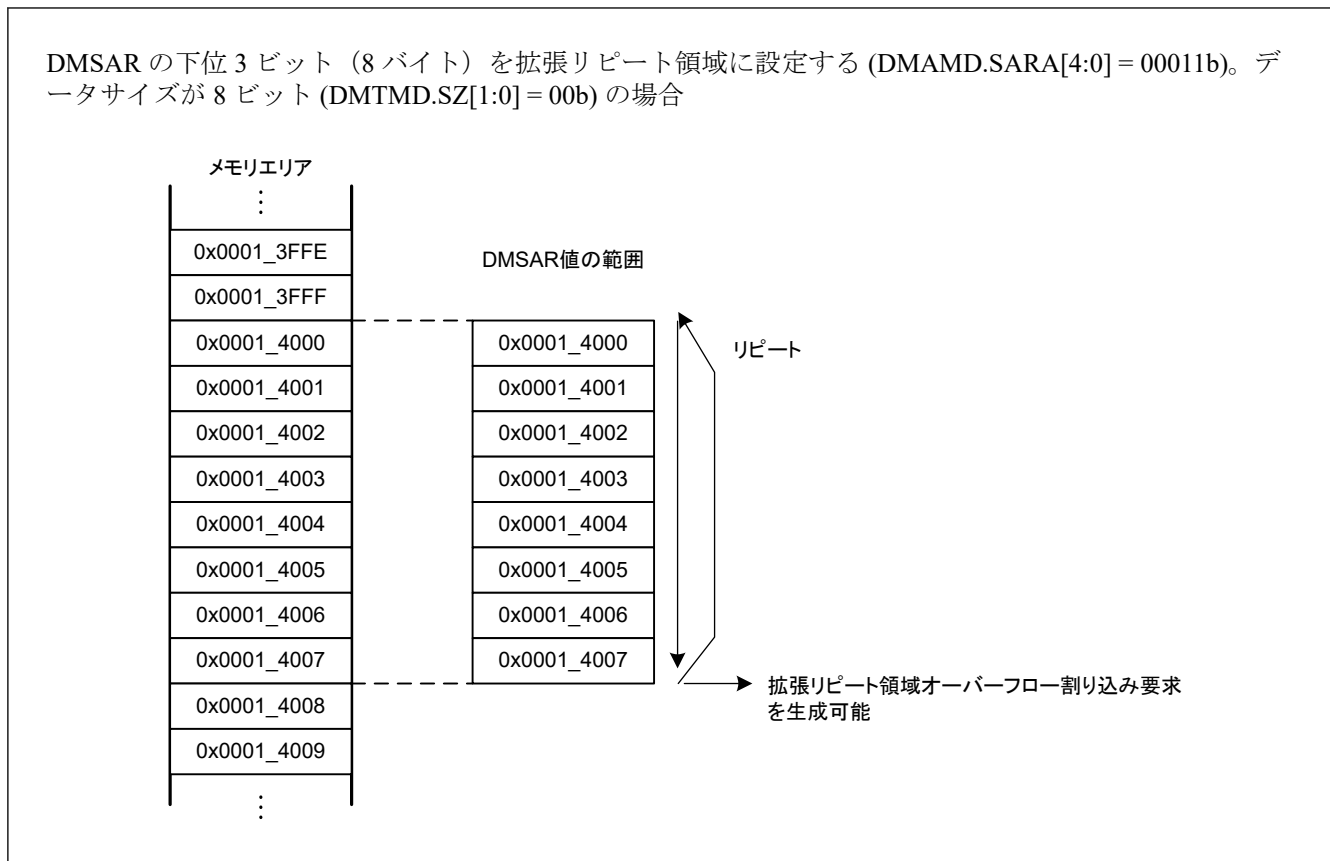 DMSAR の下位 3 ビット（8 バイト）を拡張リピート領域に設定する (DMAMD.SARA[4:0] = 00011b)。デ
ータサイズが 8 ビット (DMTMD.SZ[1:0] = 00b) の場合
メモリエリア
⋮
0x0001_3FFE
DMSAR値の範囲
0x0001_3FFF
0x0001_4000 0x0001_4000
リピート
0x0001_4001 0x0001_4001
0x0001_4002 0x0001_4002
0x0001_4003 0x0001_4003
0x0001_4004 0x0001_4004
0x0001_4005 0x0001_4005
0x0001_4006 0x0001_4006
0x0001_4007 0x0001_4007
拡張リピート領域オーバーフロー割り込み要求
を生成可能
0x0001_4008
0x0001_4009
⋮